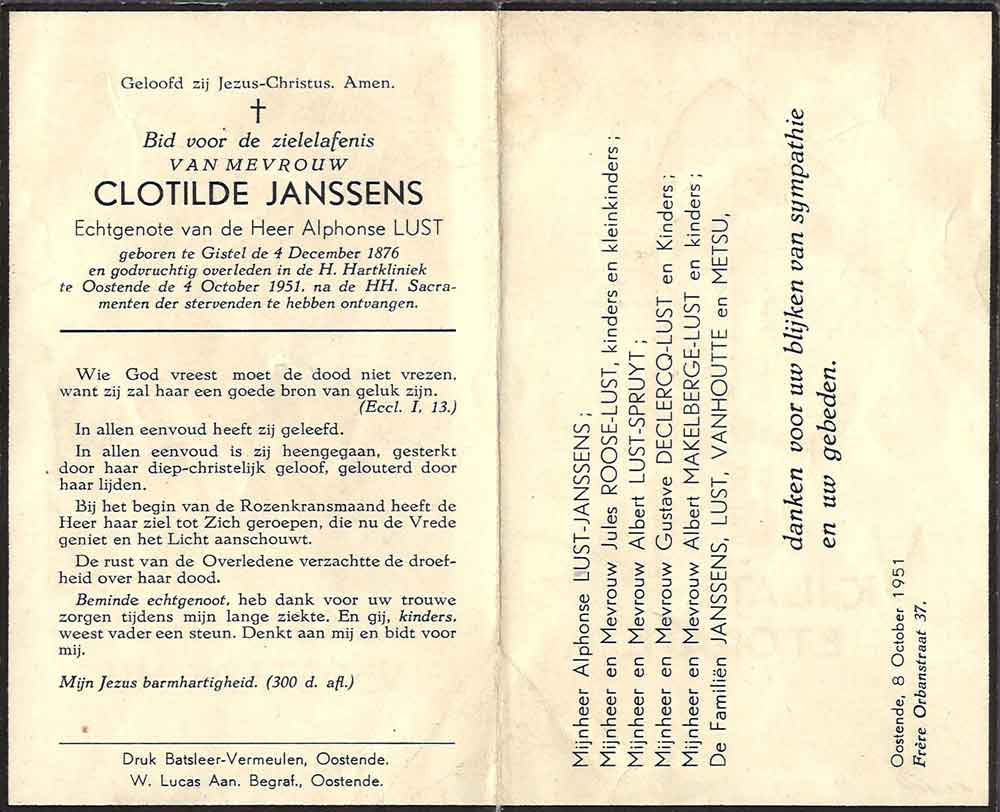 Geloofd zij Jezus-Christus. Amen.
Bid voor de zielelafenis
VAN MEVROUW
CLOTILDE JANSSENS
Echtgenote van de Heer Alphonse LUST
geboren te Gistel de 4 December 1876
en godvruchtig overleden in de H. Hartkliniek
te Oostende de 4 October 1951, na de HH. Sacra-
menten der stervenden te hebben ontvangen.
Wie God vreest moet de dood niet vrezen,
want zij zal haar een goede bron van geluk zijn.
(Eccl. I, 13.)
In allen eenvoud heeft zij geleefd.
In allen eenvoud is zij heengegaan, gesterkt
door haar diep-christelijk geloof, gelouterd door
haar lijden.
Bij het begin van de Rozenkransmaand heeft de
Heer haar ziel tot Zich geroepen, die nu de Vrede
geniet en het Licht aanschouwt.
De rust van de Overledene verzachtte de droef-
heid over haar dood.
Beminde echtgenoot, heb dank voor uw trouwe
zorgen tijdens mijn lange ziekte. En gij, kinders,
weest vader een steun. Denkt aan mij en bidt voor
mij.
Mijn Jezus barmhartigheid. (300 d. afl.)
Druk Batsleer-Vermeulen, Oostende.
W. Lucas Aan. Begraf., Oostende.
Mijnheer Alphonse LUST-JANSSENS ;
Mijnheer en Mevrouw Jules ROOSE-LUST, kinders en kleinkinders ;
Mijnheer en Mevrouw Albert LUST-SPRUYT ;
Mijnheer en Mevrouw Gustave DECLERCQ-LUST en Kinders ;
Mijnheer en Mevrouw Albert MAKELBERGE-LUST en kinders ;
De Familiën JANSSENS, LUST, VANHOUTTE en METSU,
danken voor uw blijken van sympathie
en uw gebeden.
Oostende, 8 October 1951
Frère Orbanstraat 37.